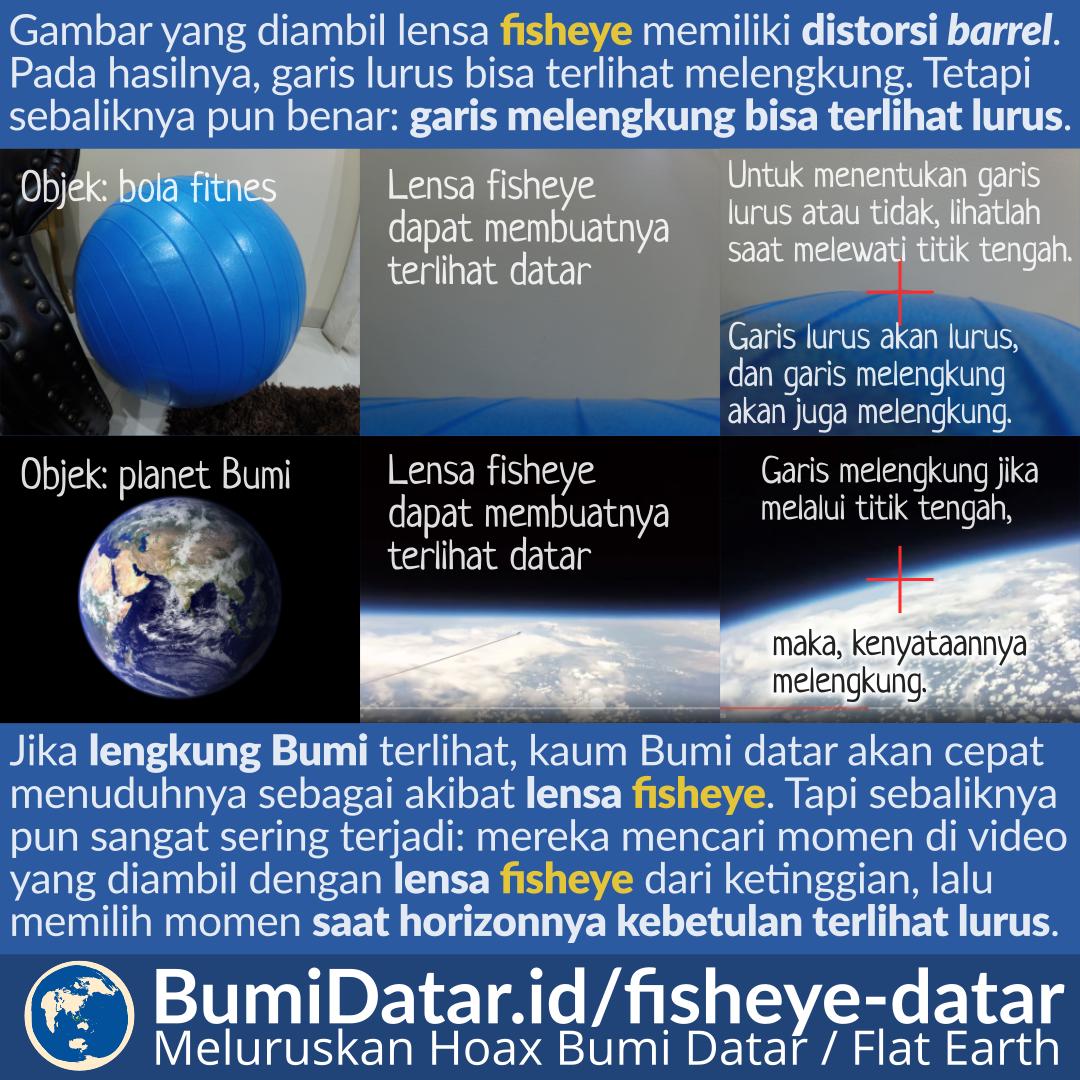 Gambar yang diambil lensa fisheye memiliki distorsi barrel.
Pada hasilnya, garis lurus bisa terlihat melengkung. Tetapi
sebaliknya pun benar: garis melengkung bisa terlihat lurus.
Objek: bola fitnes
Lensa fisheye
dapat membuatnya
terlihat datar
Untuk menentukan garis
lurus atau tidak, lihatlah
saat melewati titik tengah.
Garis lurus akan lurus,
dan garis melengkung
akan juga melengkung.
Objek: planet Bumi
Lensa fisheye
dapat membuatnya
terlihat datar
Garis melengkung jika
melalui titik tengah,
maka, kenyataannya
melengkung.
Jika lengkung Bumi terlihat, kaum Bumi datar akan cepat
menuduhnya sebagai akibat lensa fisheye. Tapi sebaliknya
pun sangat sering terjadi: mereka mencari momen di video
yang diambil dengan lensa fisheye dari ketinggian, lalu
memilih momen saat horizonnya kebetulan terlihat lurus.
BumiDatar.id/fisheye-datar
Meluruskan Hoax Bumi Datar / Flat Earth